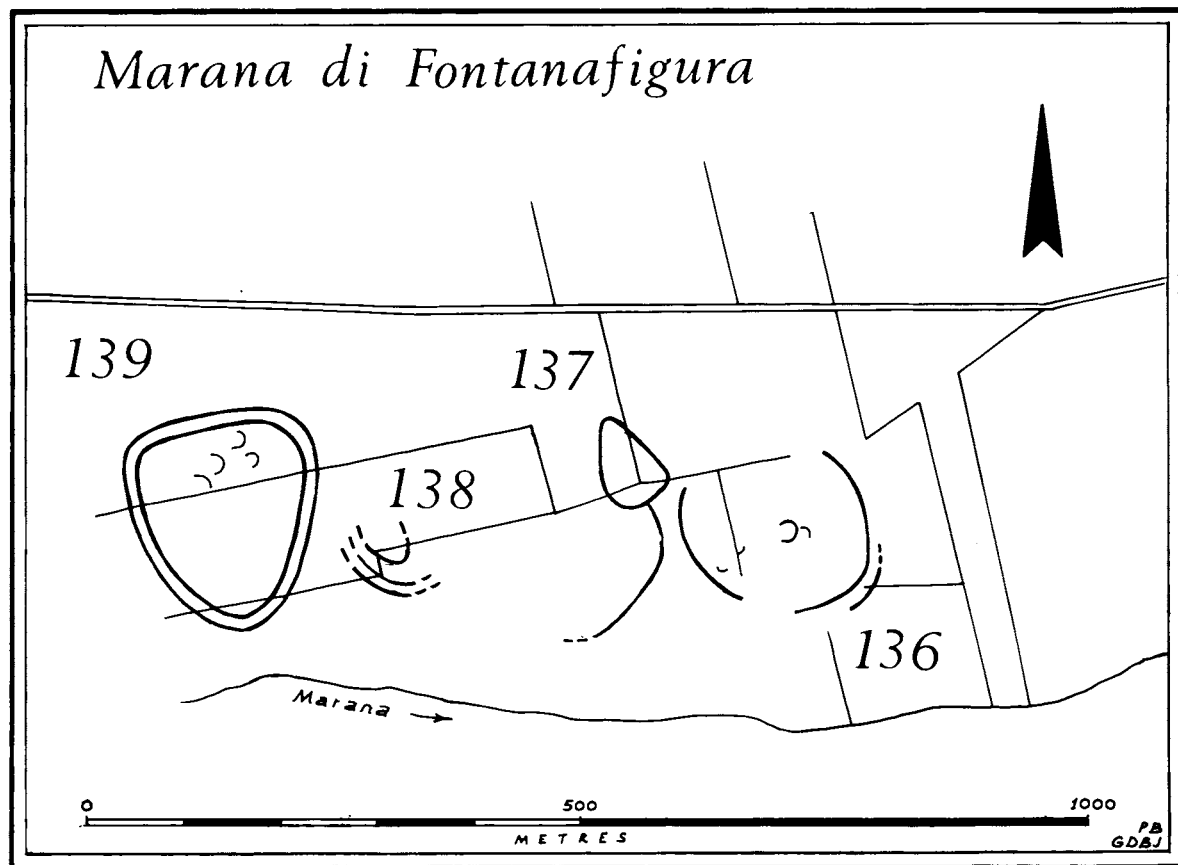 Marana di Fontanafigura
139
137
138
136
Marana
0 500 1000
METRES
PB
GDBJ